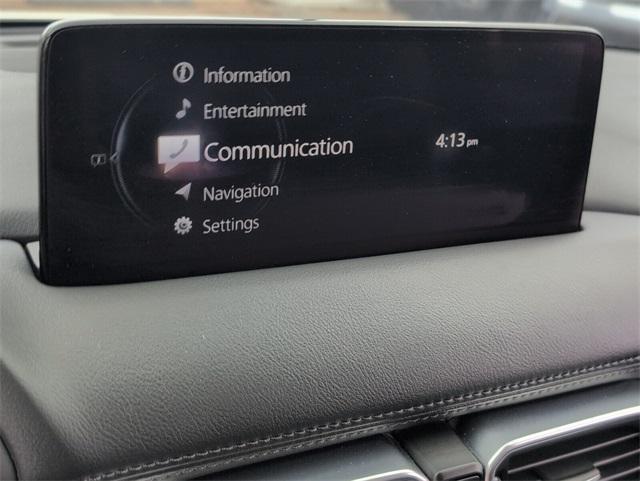 Information
Entertainment
Communication
4:13 pm
Navigation
Settings